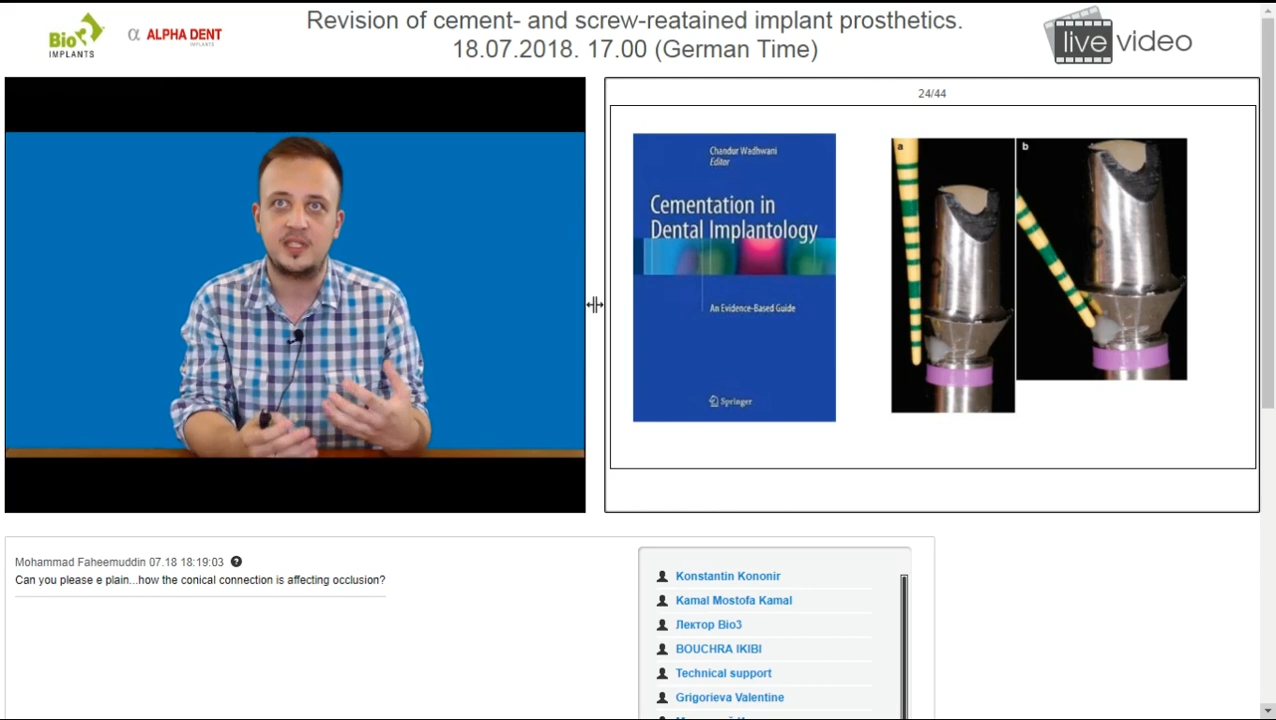 Bio
IMPLANTS
α ALPHA DENT
IMPLANTS
Revision of cement- and screw-reatained implant prosthetics.
18.07.2018. 17.00 (German Time)
live video
24/44
Chandur Wadhwani
Editor
Cementation in
Dental Implantology
An Evidence-Based Guide
Springer
a
b
Mohammad Faheemuddin 07.18 18:19:03 ?
Can you please e plain...how the conical connection is affecting occlusion?
Konstantin Kononir
Kamal Mostofa Kamal
Лектор Bio3
BOUCHRA IKIBI
Technical support
Grigorieva Valentine